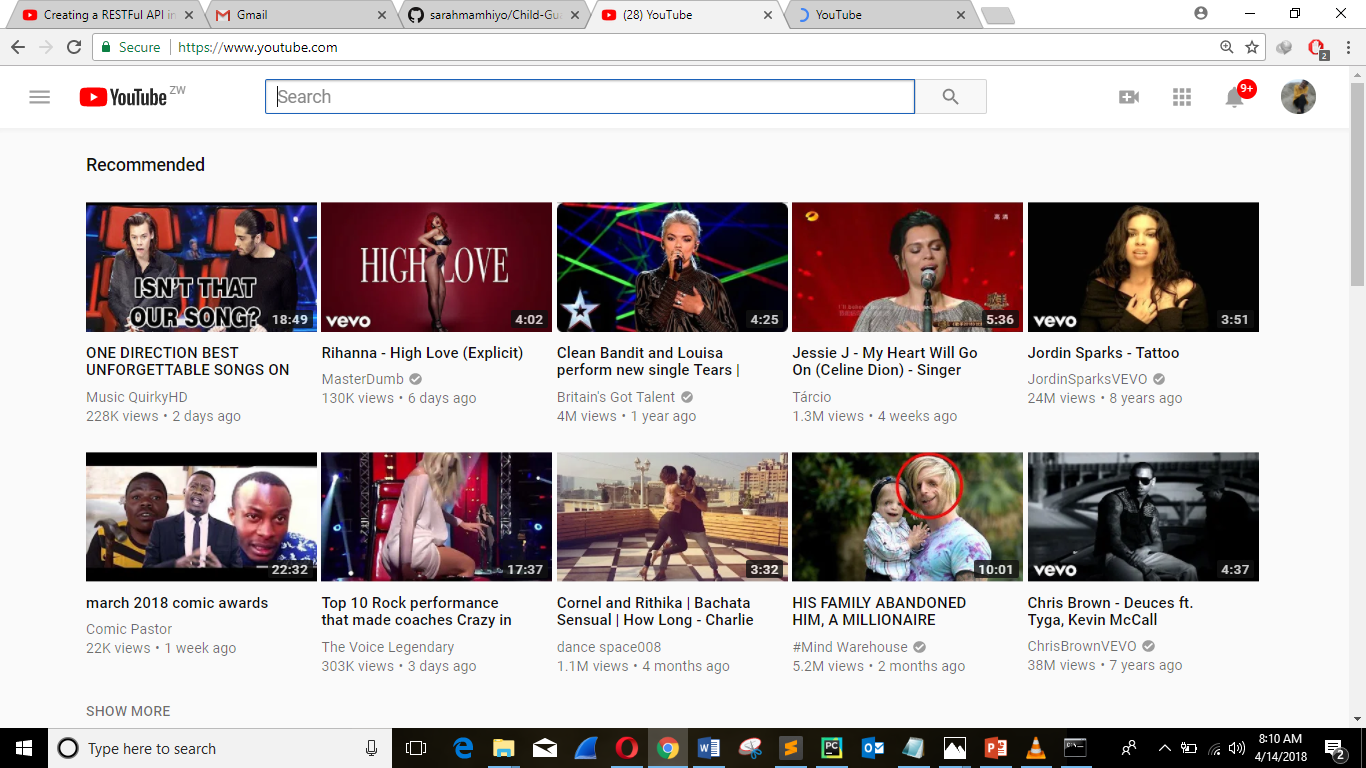 Creating a RESTFul API in
Gmail
sarahmamhiyo/Child-Gu
(28) YouTube
YouTube
Secure
https://www.youtube.com
2
YouTube ZW
Search
9+
Recommended
ISN'T THAT
OUR SONG?
18:49
HIGH LOVE
vevo
4:02
4:25
5:36
vevo
3:51
ONE DIRECTION BEST
UNFORGETTABLE SONGS ON
Music QuirkyHD
228K views • 2 days ago
Rihanna - High Love (Explicit)
MasterDumb
130K views • 6 days ago
Clean Bandit and Louisa
perform new single Tears |
Britain's Got Talent
4M views • 1 year ago
Jessie J - My Heart Will Go
On (Celine Dion) - Singer
Tárcio
1.3M views • 4 weeks ago
Jordin Sparks - Tattoo
JordinSparksVEVO
24M views • 8 years ago
22:32
17:37
3:32
10:01
vevo
4:37
march 2018 comic awards
Comic Pastor
22K views • 1 week ago
Top 10 Rock performance
that made coaches Crazy in
The Voice Legendary
303K views • 3 days ago
Cornel and Rithika | Bachata
Sensual | How Long - Charlie
dance space008
1.1M views • 4 months ago
HIS FAMILY ABANDONED
HIM, A MILLIONAIRE
#Mind Warehouse
5.2M views • 2 months ago
Chris Brown - Deuces ft.
Tyga, Kevin McCall
ChrisBrownVEVO
38M views • 7 years ago
SHOW MORE
Type here to search
8:10 AM
4/14/2018
2